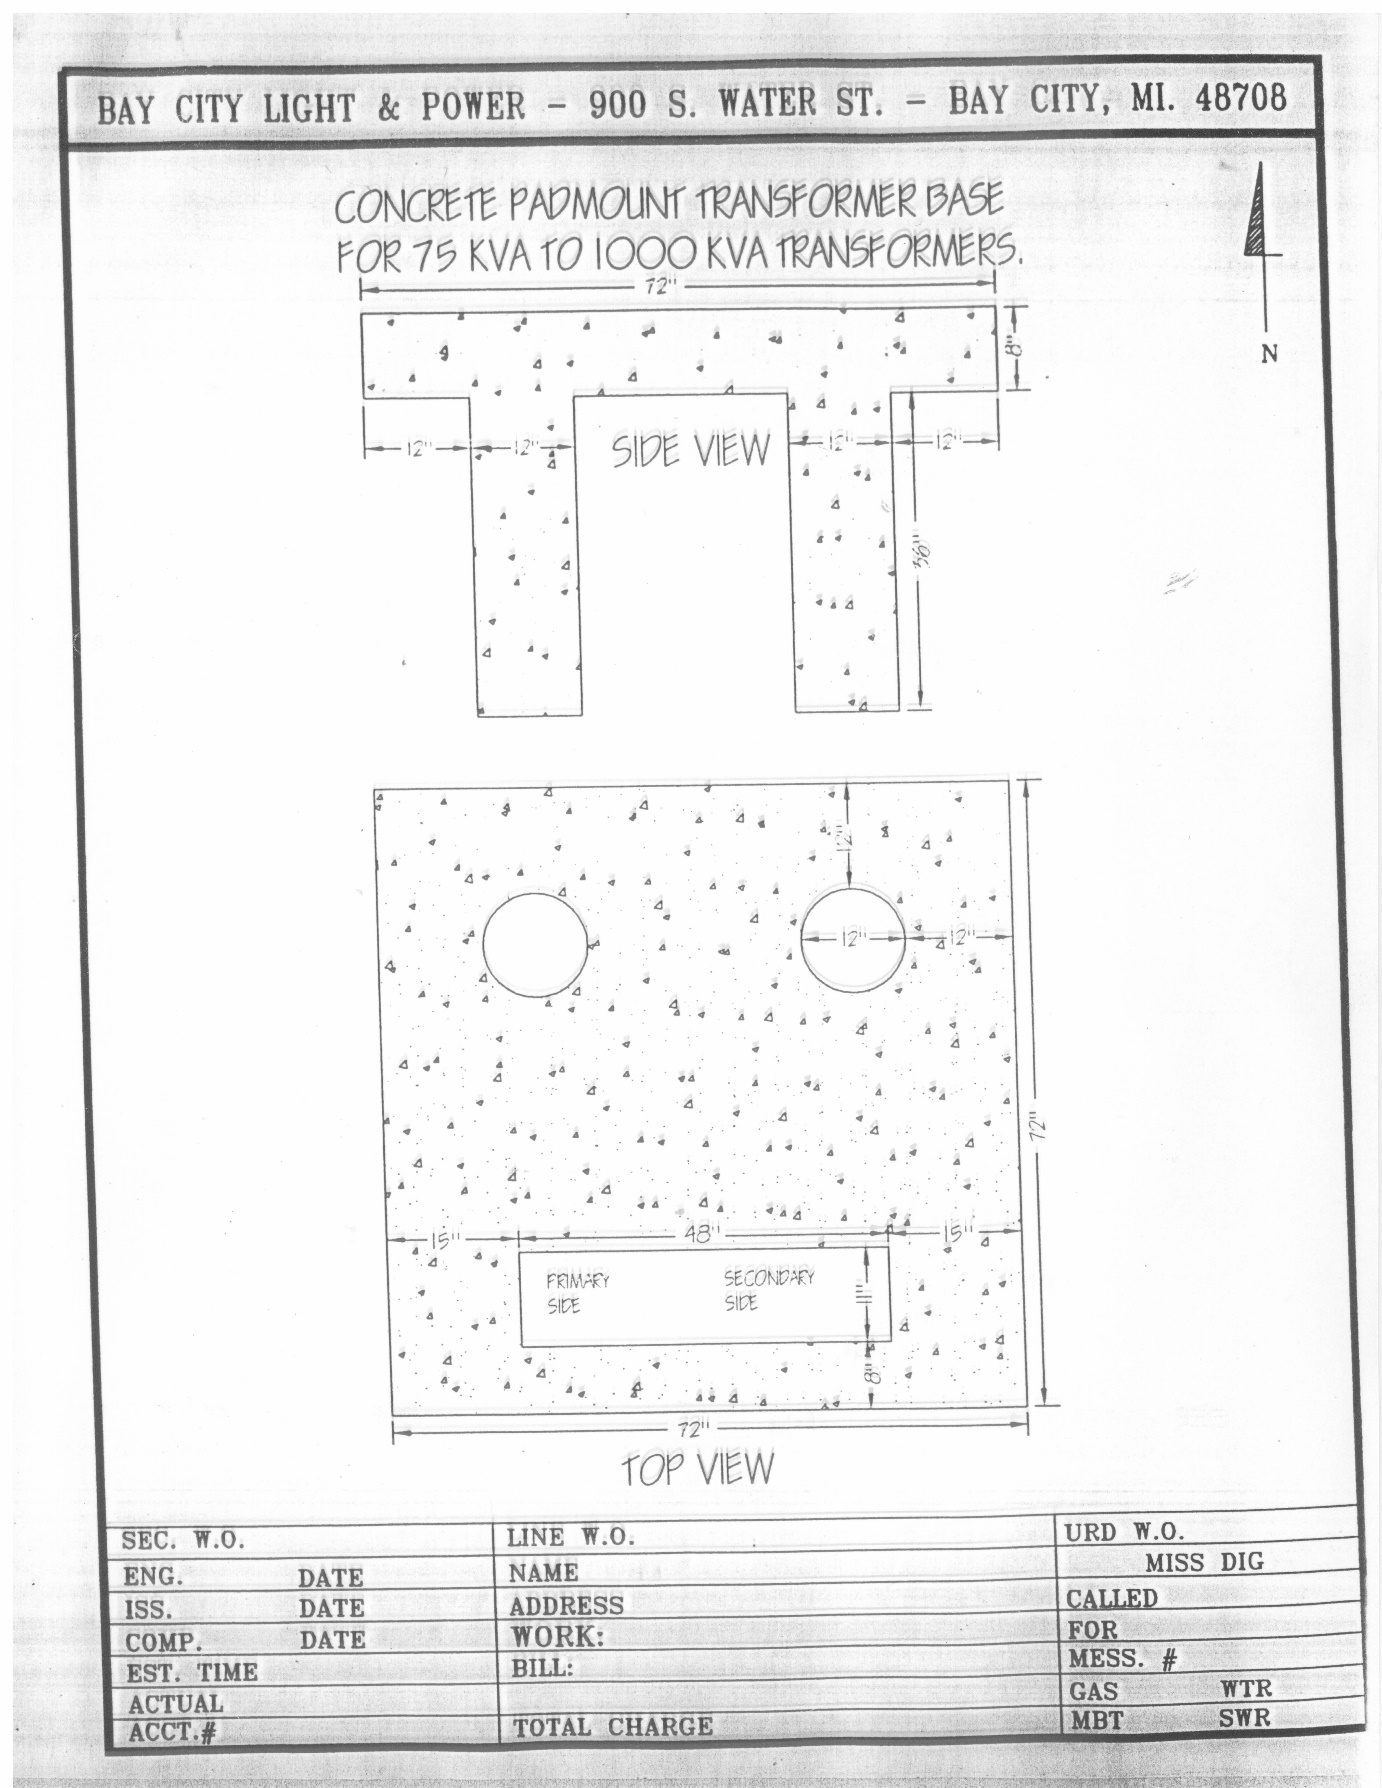 BAY CITY LIGHT & POWER - 900 S. WATER ST. - BAY CITY, MI. 48708
CONCRETE PADMOUNT TRANSFORMER BASE
FOR 75 KVA TO 1000 KVA TRANSFORMERS.
72"
8"
N
12" 12" SIDE VIEW 12" 12"
36"
12"
12" 12"
72"
15" 48" 15"
PRIMARY SECONDARY
SIDE SIDE
11"
8"
72"
TOP VIEW
SEC. W.O. LINE W.O. URD W.O.
ENG. DATE NAME MISS DIG
ISS. DATE ADDRESS CALLED
COMP. DATE WORK: FOR
EST. TIME BILL: MESS. #
ACTUAL GAS WTR
ACCT.# TOTAL CHARGE MBT SWR